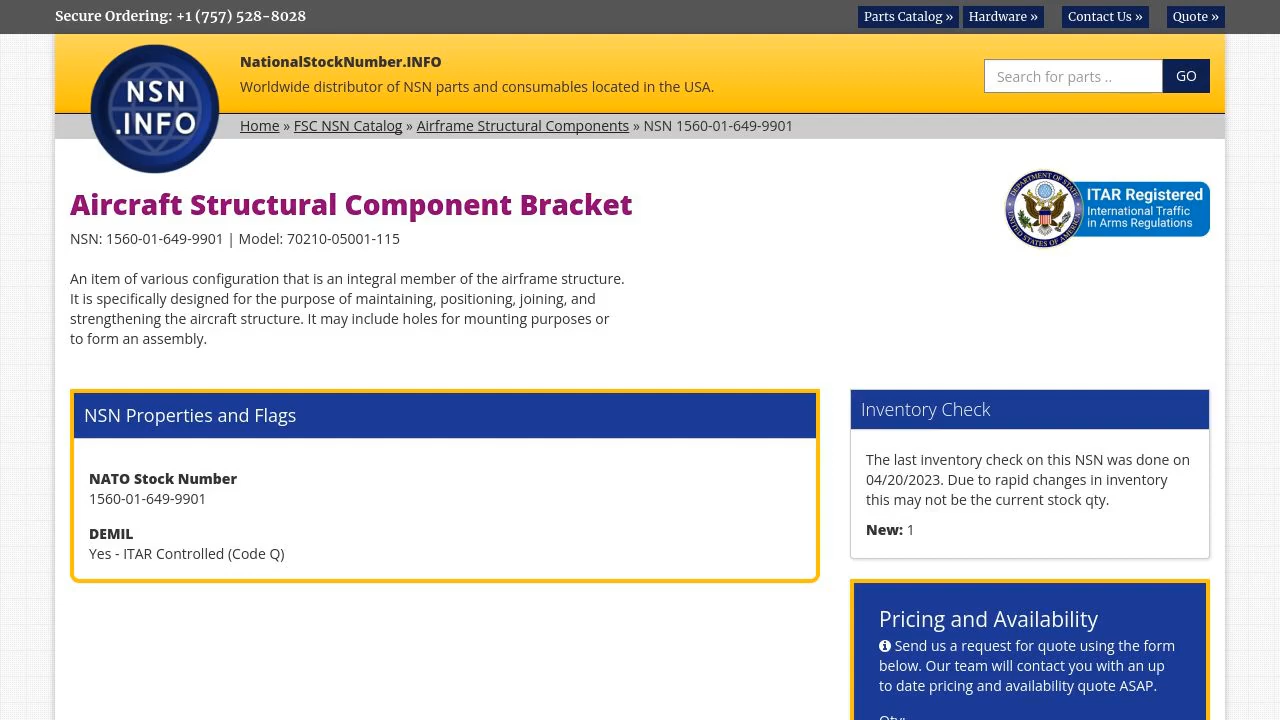 Secure Ordering: +1 (757) 528-8028
Parts Catalog » Hardware » Contact Us » Quote »
NSN
.INFO
NationalStockNumber.INFO
Worldwide distributor of NSN parts and consumables located in the USA.
Search for parts .. GO
Home » FSC NSN Catalog » Airframe Structural Components » NSN 1560-01-649-9901
Aircraft Structural Component Bracket
NSN: 1560-01-649-9901 | Model: 70210-05001-115
DEPARTMENT OF STATE
UNITED STATES OF AMERICA
ITAR Registered
International Traffic
in Arms Regulations
An item of various configuration that is an integral member of the airframe structure.
It is specifically designed for the purpose of maintaining, positioning, joining, and
strengthening the aircraft structure. It may include holes for mounting purposes or
to form an assembly.
NSN Properties and Flags
NATO Stock Number
1560-01-649-9901
DEMIL
Yes - ITAR Controlled (Code Q)
Inventory Check
The last inventory check on this NSN was done on
04/20/2023. Due to rapid changes in inventory
this may not be the current stock qty.
New: 1
Pricing and Availability
Send us a request for quote using the form
below. Our team will contact you with an up
to date pricing and availability quote ASAP.
Qty: